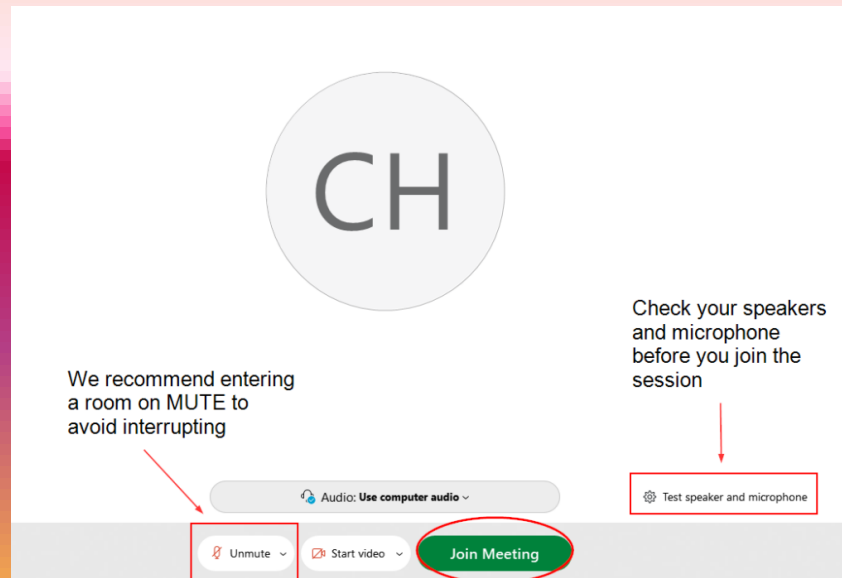 CH
Check your speakers
and microphone
before you join the
session
We recommend entering
a room on MUTE to
avoid interrupting
Audio: Use computer audio
Test speaker and microphone
Unmute
Start video
Join Meeting